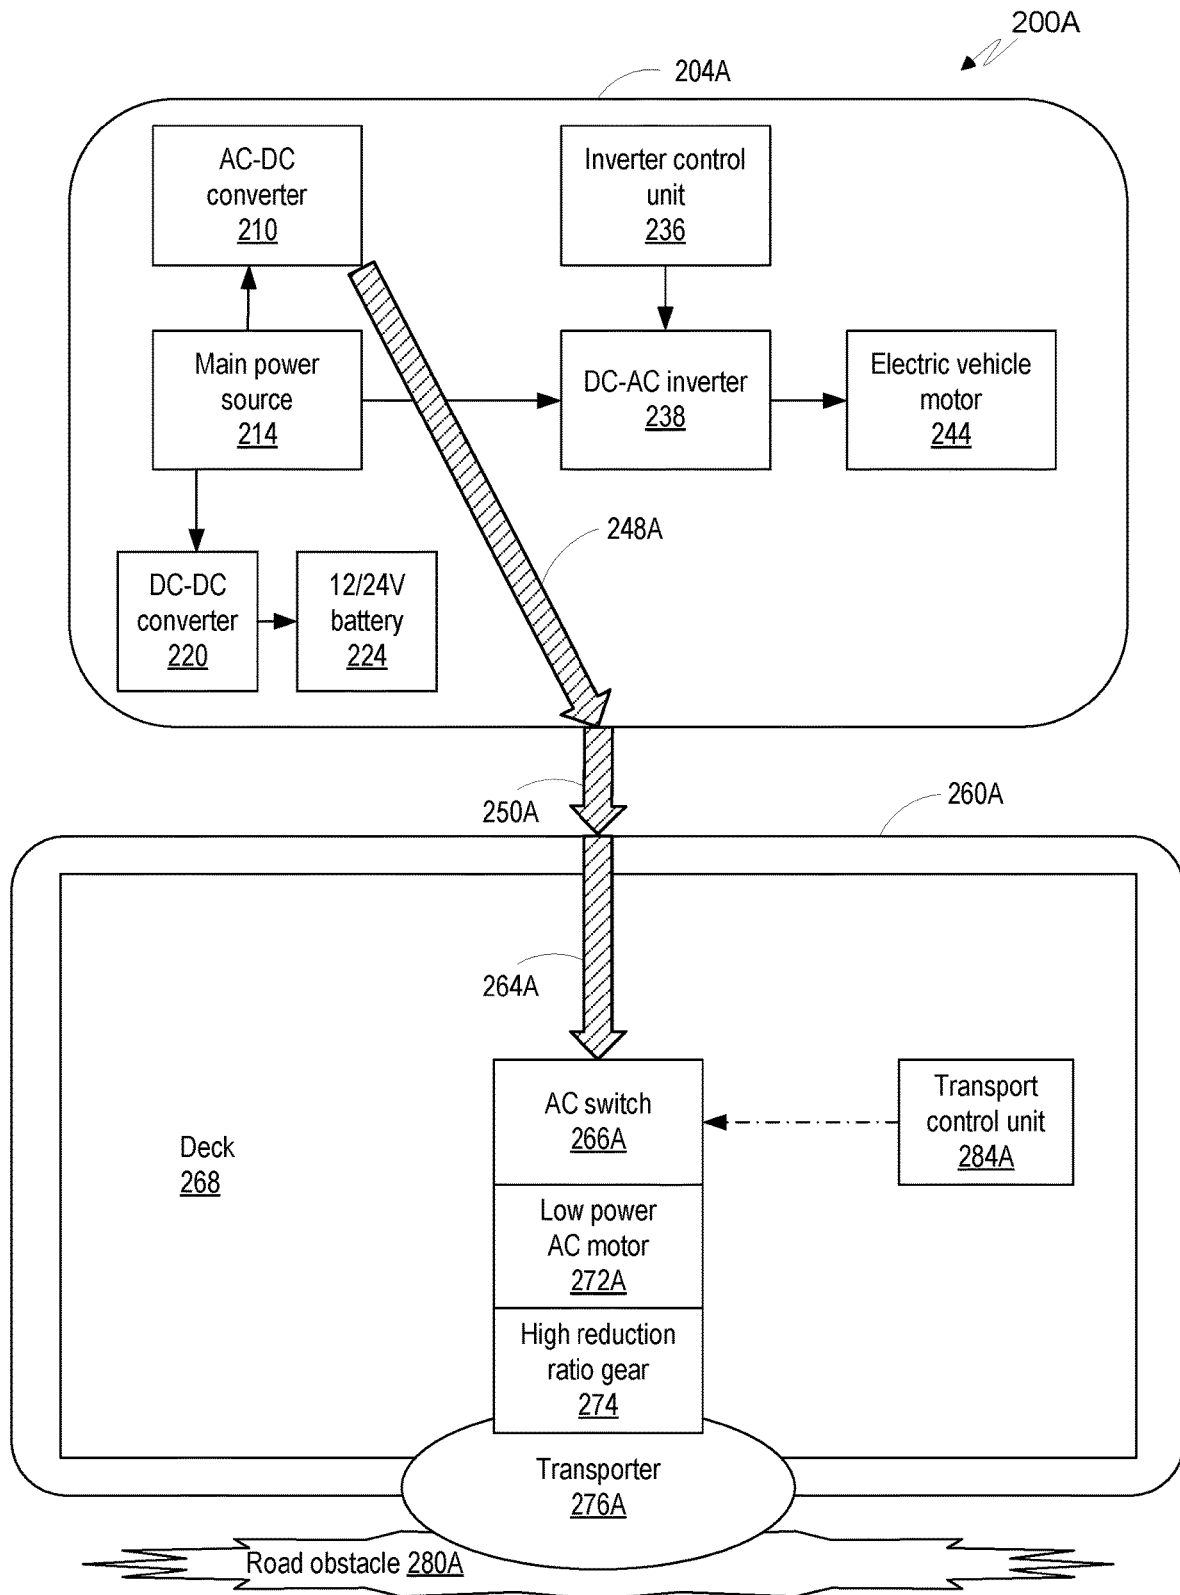 200A
204A
AC-DC
converter
210
Inverter control
unit
236
Main power
source
214
DC-AC inverter
238
Electric vehicle
motor
244
248A
DC-DC
converter
220
12/24V
battery
224
250A
260A
264A
AC switch
266A
Transport
control unit
284A
Deck
268
Low power
AC motor
272A
High reduction
ratio gear
274
Transporter
276A
Road obstacle 280A